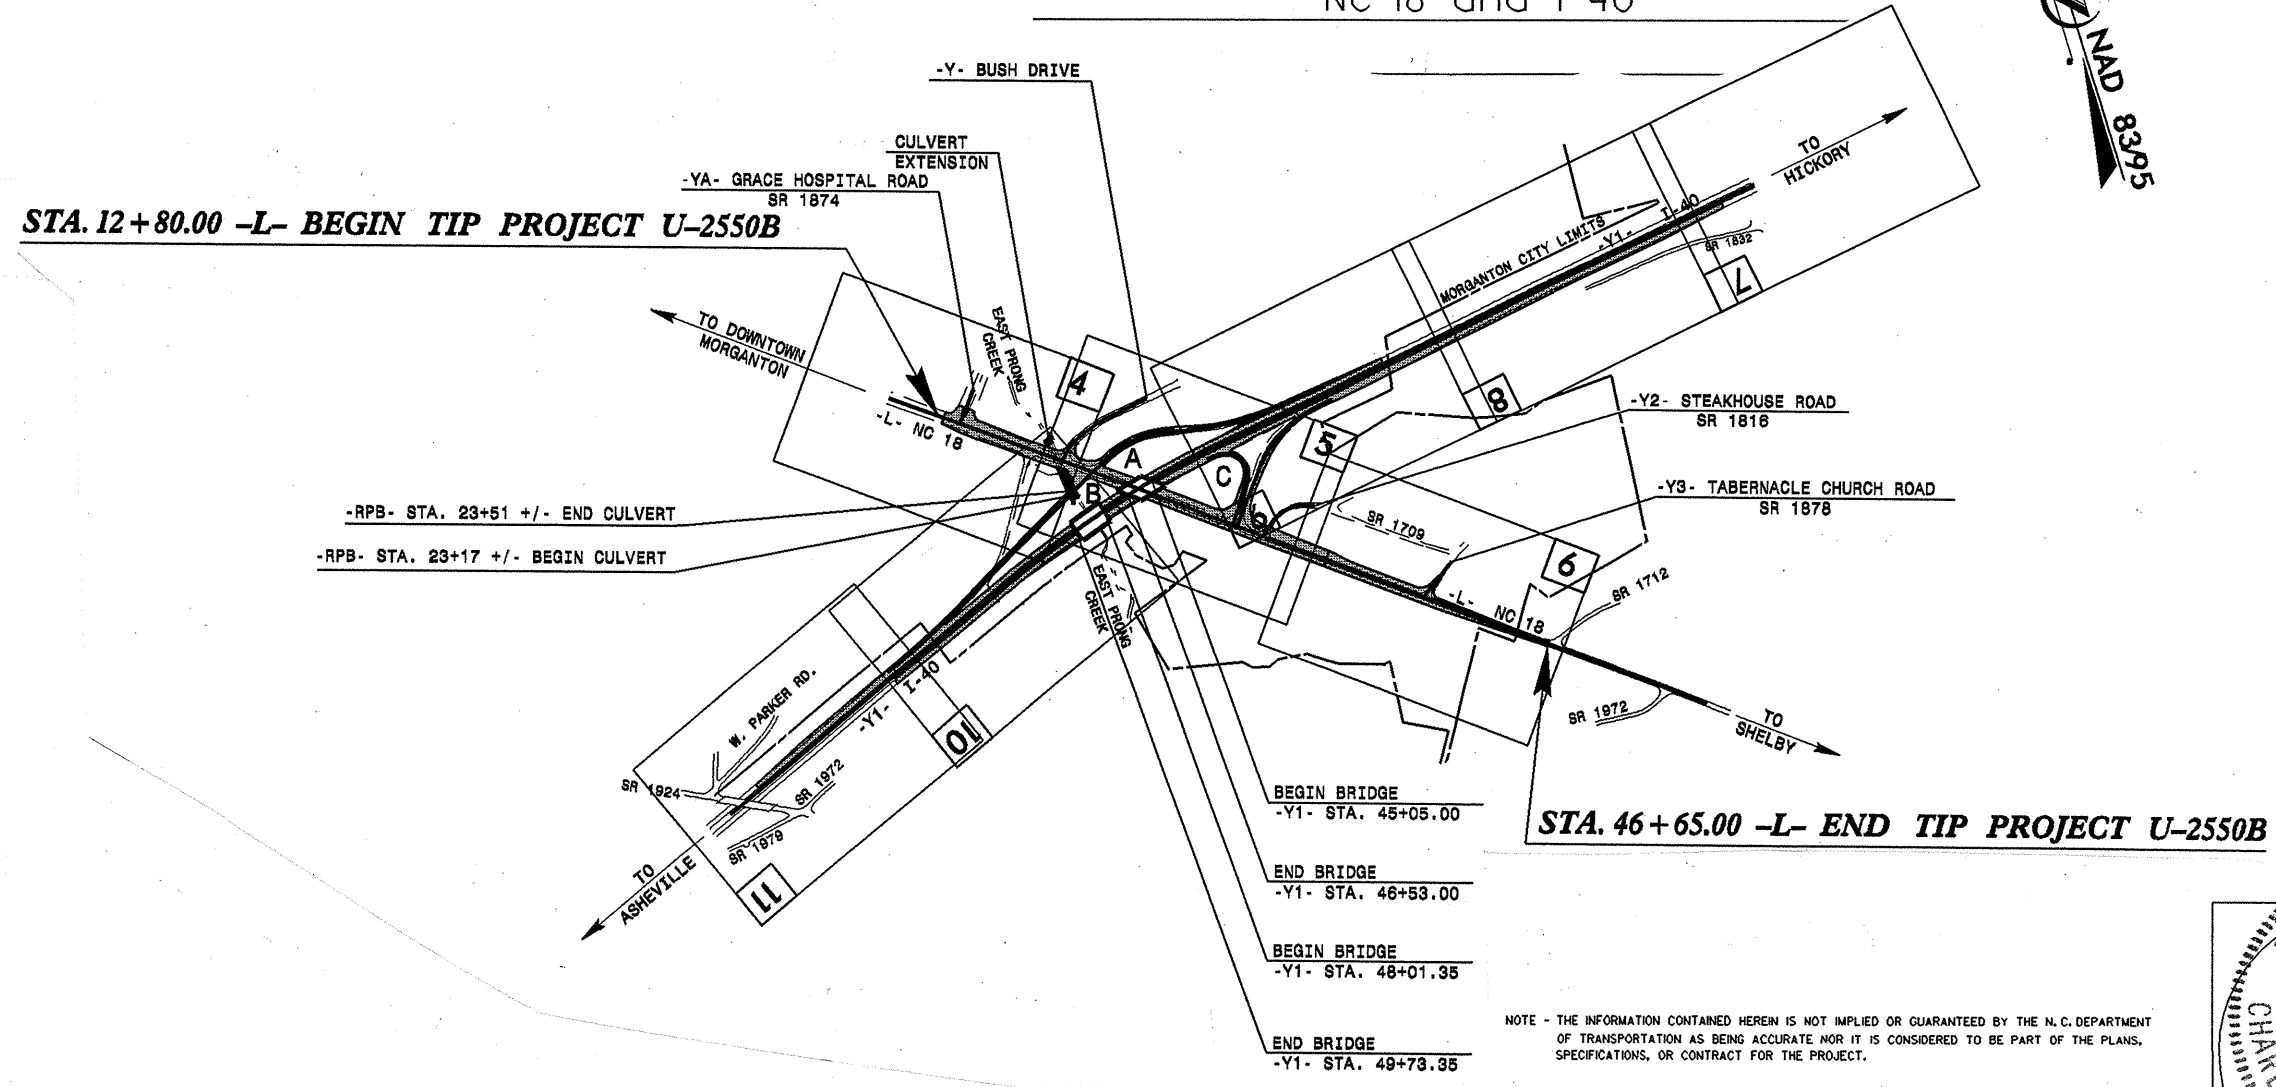 NC 18 and I-40
NAD 83/95
-Y- BUSH DRIVE
CULVERT
EXTENSION
-YA- GRACE HOSPITAL ROAD
SR 1874
STA. 12+80.00 -L- BEGIN TIP PROJECT U-2550B
TO DOWNTOWN
MORGANTON
EAST PRONG
CREEK
-L- NC 18
TO
HICKORY
I-40
-Y1-
MORGANTON CITY LIMITS
SR 1832
7
8
4
5
A
B
C
6
-Y2- STEAKHOUSE ROAD
SR 1816
-Y3- TABERNACLE CHURCH ROAD
SR 1878
SR 1709
6
-RPB- STA. 23+51 +/- END CULVERT
-RPB- STA. 23+17 +/- BEGIN CULVERT
EAST PRONG
CREEK
-L- NC 18
SR 1712
SR 1972
TO
SHELBY
I-40
-Y1-
10
W. PARKER RD.
SR 1924
SR 1972
SR 1979
11
TO
ASHEVILLE
BEGIN BRIDGE
-Y1- STA. 45+05.00
END BRIDGE
-Y1- STA. 46+53.00
BEGIN BRIDGE
-Y1- STA. 48+01.35
END BRIDGE
-Y1- STA. 49+73.35
STA. 46+65.00 -L- END TIP PROJECT U-2550B
NOTE - THE INFORMATION CONTAINED HEREIN IS NOT IMPLIED OR GUARANTEED BY THE N. C. DEPARTMENT
OF TRANSPORTATION AS BEING ACCURATE NOR IT IS CONSIDERED TO BE PART OF THE PLANS,
SPECIFICATIONS, OR CONTRACT FOR THE PROJECT.